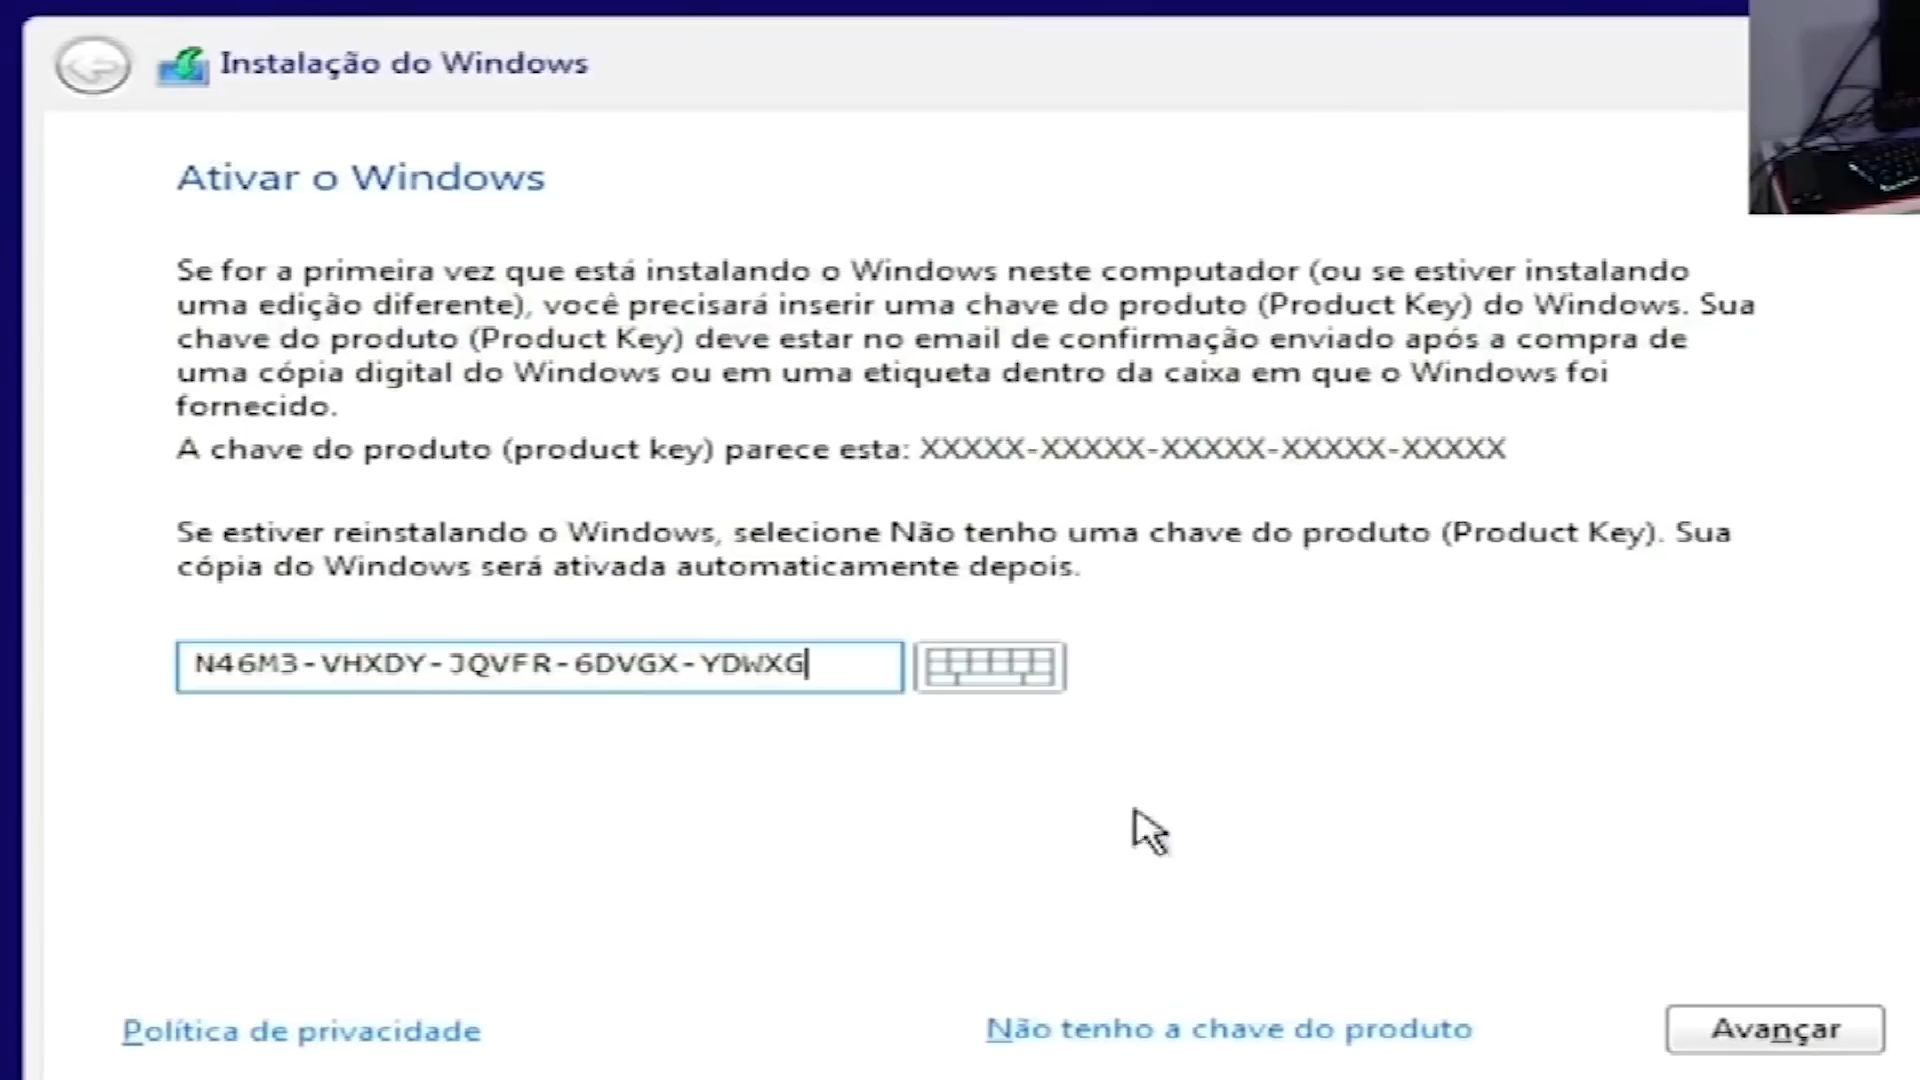 Instalação do Windows
Ativar o Windows
Se for a primeira vez que está instalando o Windows neste computador (ou se estiver instalando
uma edição diferente), você precisará inserir uma chave do produto (Product Key) do Windows. Sua
chave do produto (Product Key) deve estar no email de confirmação enviado após a compra de
uma cópia digital do Windows ou em uma etiqueta dentro da caixa em que o Windows foi
fornecido.
A chave do produto (product key) parece esta: XXXXX-XXXXX-XXXXX-XXXXX-XXXXX
Se estiver reinstalando o Windows, selecione Não tenho uma chave do produto (Product Key). Sua
cópia do Windows será ativada automaticamente depois.
N46M3-VHXDY-JQVFR-6DVGX-YDWXG
Política de privacidade
Não tenho a chave do produto
Avançar